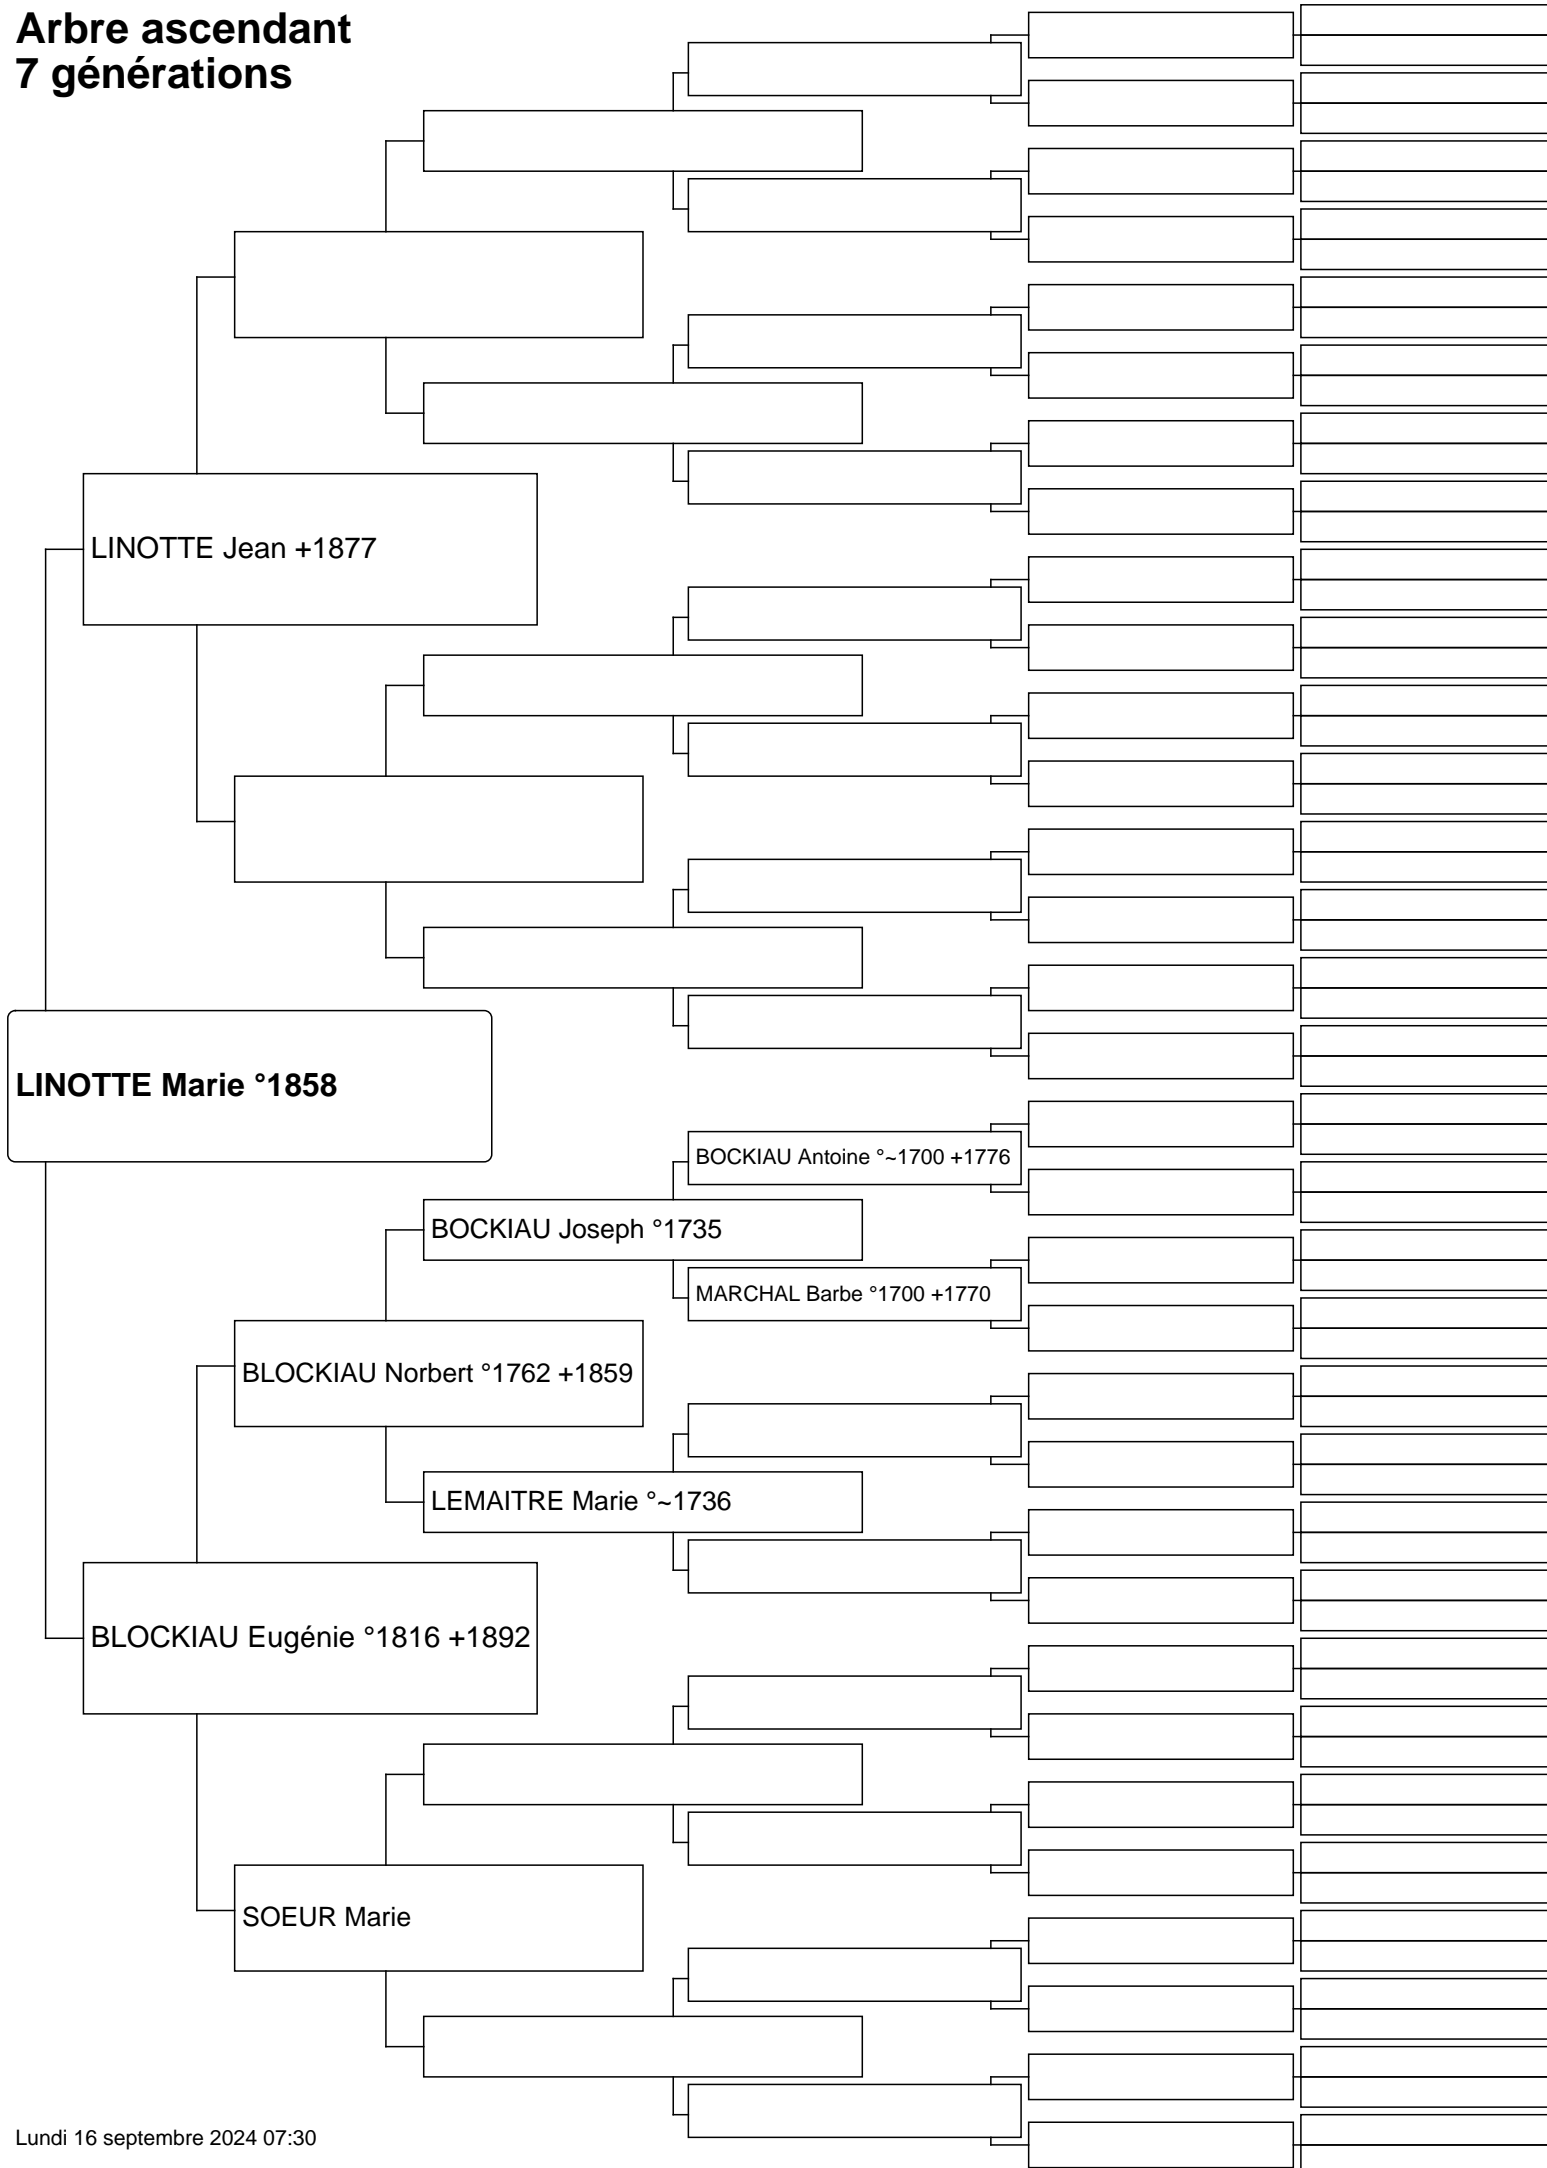 Arbre ascendant
7 générations
LINOTTE Jean +1877
LINOTTE Marie °1858
BOCKIAU Antoine °~1700 +1776
BOCKIAU Joseph °1735
MARCHAL Barbe °1700 +1770
BLOCKIAU Norbert °1762 +1859
LEMAITRE Marie °~1736
BLOCKIAU Eugénie °1816 +1892
SOEUR Marie
Lundi 16 septembre 2024 07:30